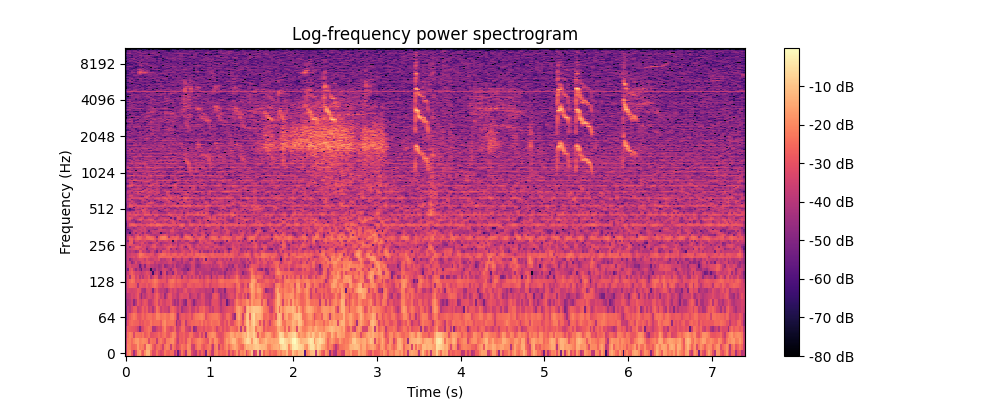 Log-frequency power spectrogram
Frequency (Hz)
8192
4096
2048
1024
512
256
128
64
0
0 1 2 3 4 5 6 7
Time (s)
-10 dB
-20 dB
-30 dB
-40 dB
-50 dB
-60 dB
-70 dB
-80 dB